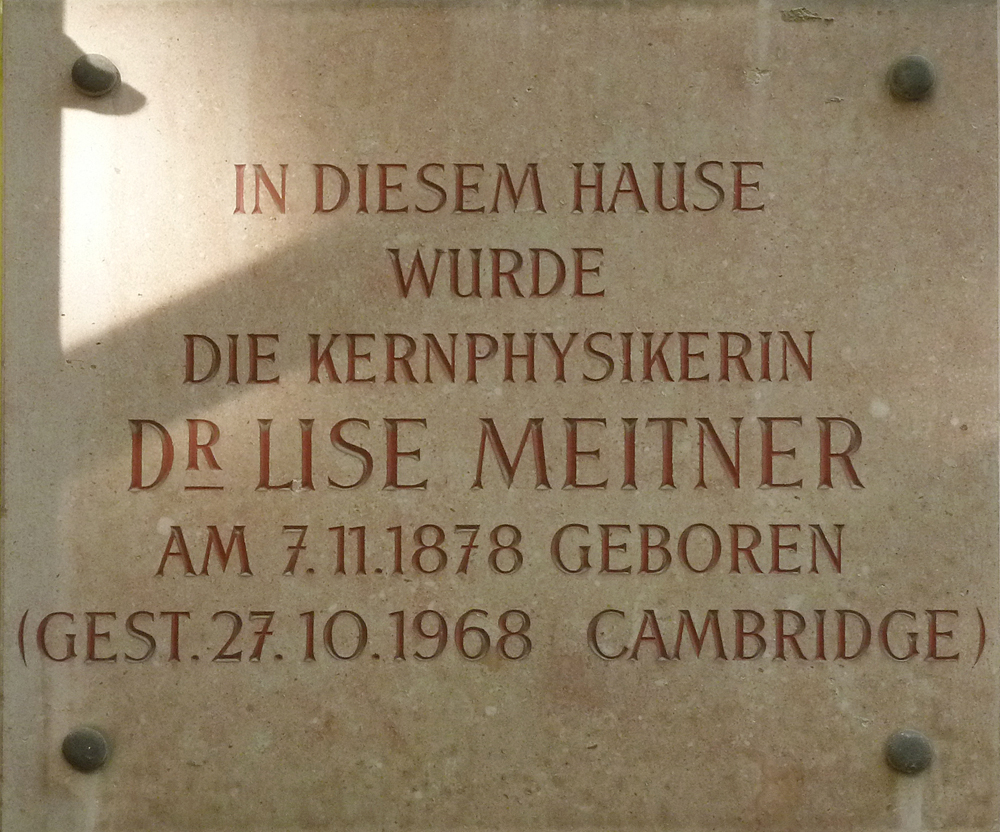 IN DIESEM HAUSE
WURDE
DIE KERNPHYSIKERIN
DR LISE MEITNER
AM 7.11.1878 GEBOREN
(GEST. 27.10.1968 CAMBRIDGE)